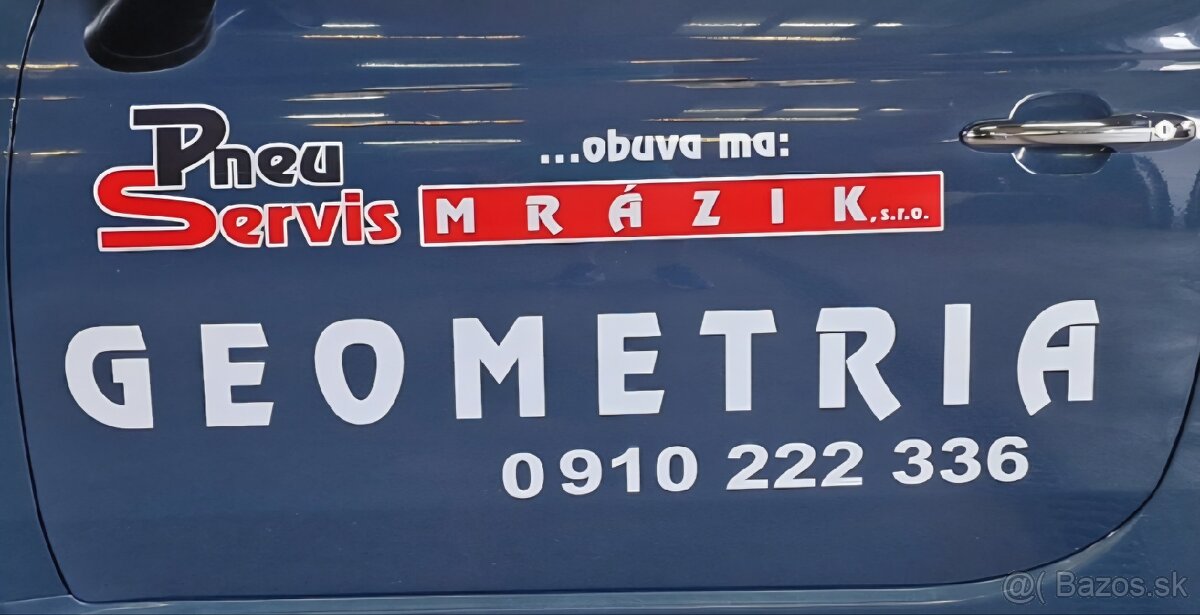 Pneu
Servis
...obuva ma:
MRÁZIK, s.r.o.
GEOMETRIA
0910 222 336
@( Bazos.sk